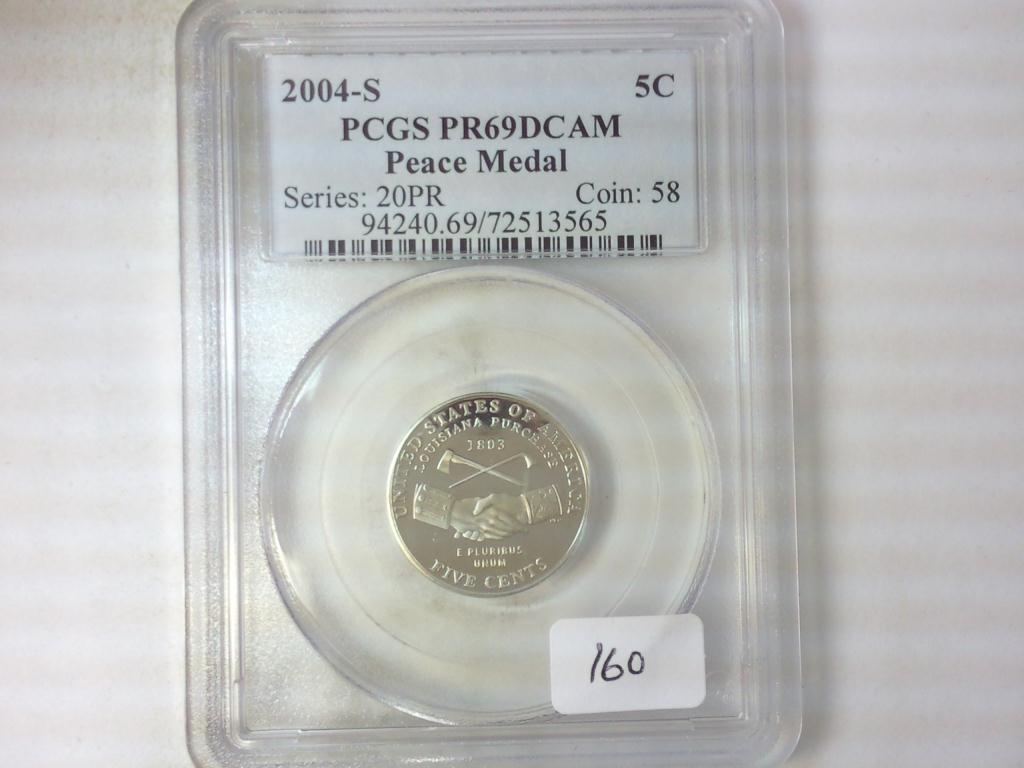 2004-S 5C
PCGS PR69DCAM
Peace Medal
Series: 20PR Coin: 58
94240.69/72513565
UNITED STATES OF AMERICA
LOUISIANA PURCHASE
1803
E PLURIBUS
UNUM
FIVE CENTS
160